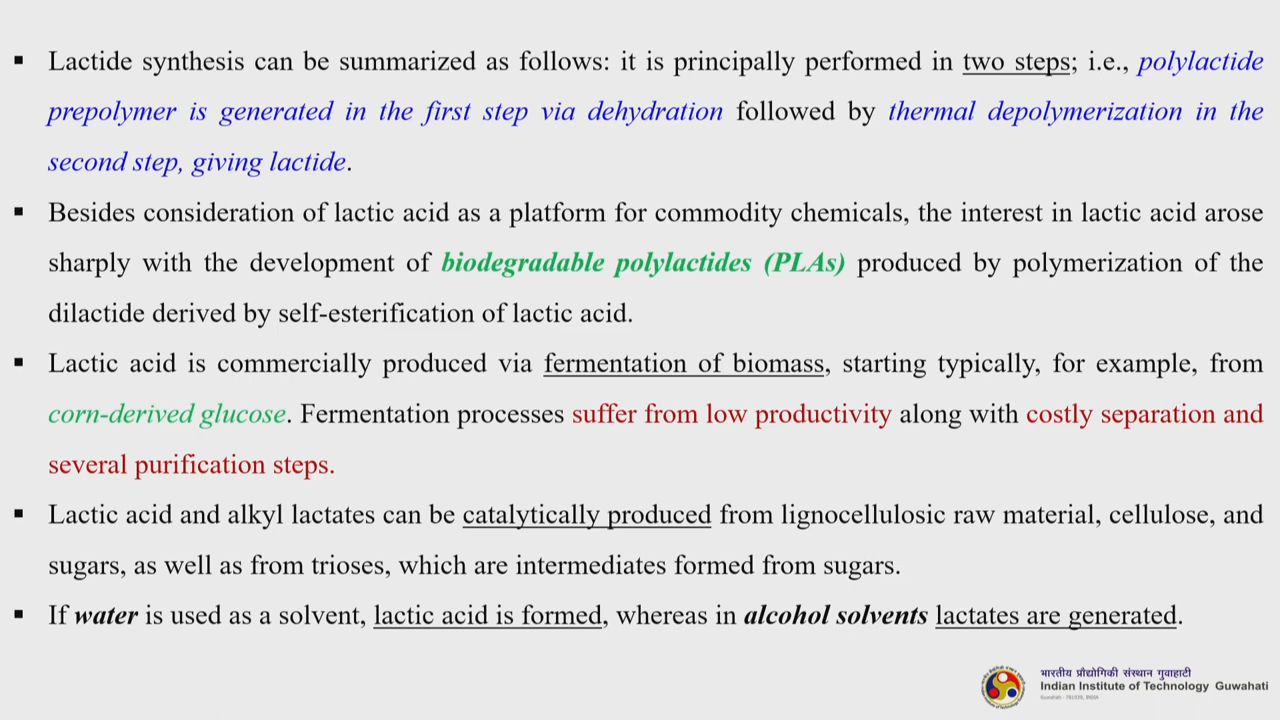 ▪ Lactide synthesis can be summarized as follows: it is principally performed in two steps; i.e., polylactide
prepolymer is generated in the first step via dehydration followed by thermal depolymerization in the
second step, giving lactide.
▪ Besides consideration of lactic acid as a platform for commodity chemicals, the interest in lactic acid arose
sharply with the development of biodegradable polylactides (PLAs) produced by polymerization of the
dilactide derived by self-esterification of lactic acid.
▪ Lactic acid is commercially produced via fermentation of biomass, starting typically, for example, from
corn-derived glucose. Fermentation processes suffer from low productivity along with costly separation and
several purification steps.
▪ Lactic acid and alkyl lactates can be catalytically produced from lignocellulosic raw material, cellulose, and
sugars, as well as from trioses, which are intermediates formed from sugars.
▪ If water is used as a solvent, lactic acid is formed, whereas in alcohol solvents lactates are generated.
भारतीय प्रौद्योगिकी संस्थान गुवाहाटी
Indian Institute of Technology Guwahati
Guwahati - 781039, INDIA